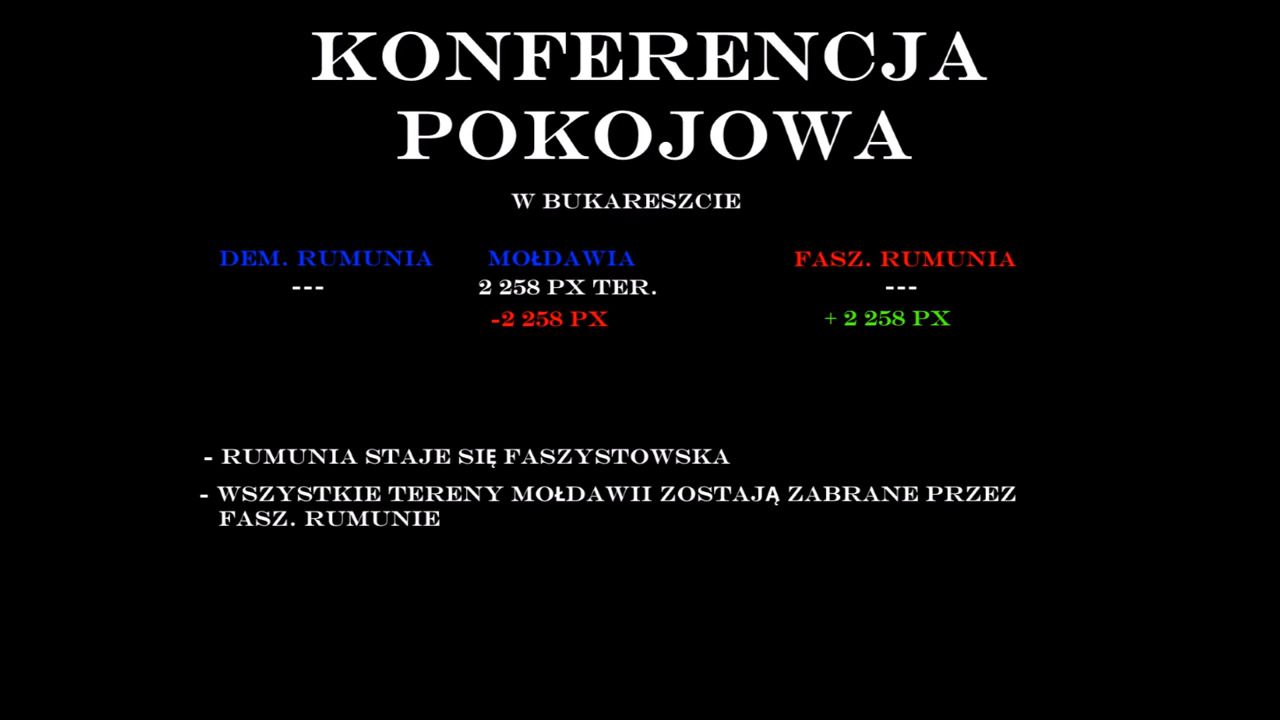 KONFERENCJA
POKOJOWA
W BUKARESZCIE
DEM. RUMUNIA MOŁDAWIA FASZ. RUMUNIA
--- 2 258 PX TER. ---
-2 258 PX + 2 258 PX
- RUMUNIA STAJE SIĘ FASZYSTOWSKA
- WSZYSTKIE TERENY MOŁDAWII ZOSTAJĄ ZABRANE PRZEZ
FASZ. RUMUNIE